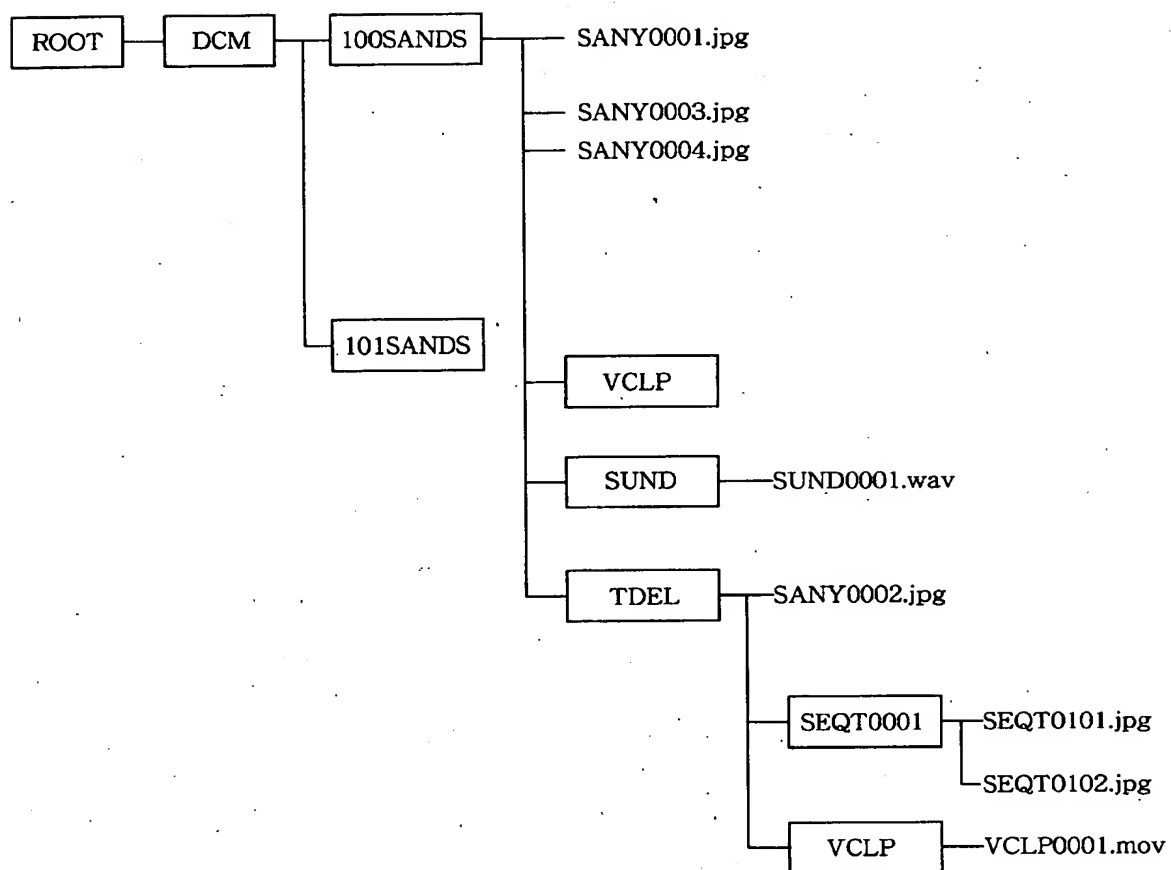 ROOT
DCM
100SANDS
SANY0001.jpg
SANY0003.jpg
SANY0004.jpg
101SANDS
VCLP
SUND
SUND0001.wav
TDEL
SANY0002.jpg
SEQT0001
SEQT0101.jpg
SEQT0102.jpg
VCLP
VCLP0001.mov